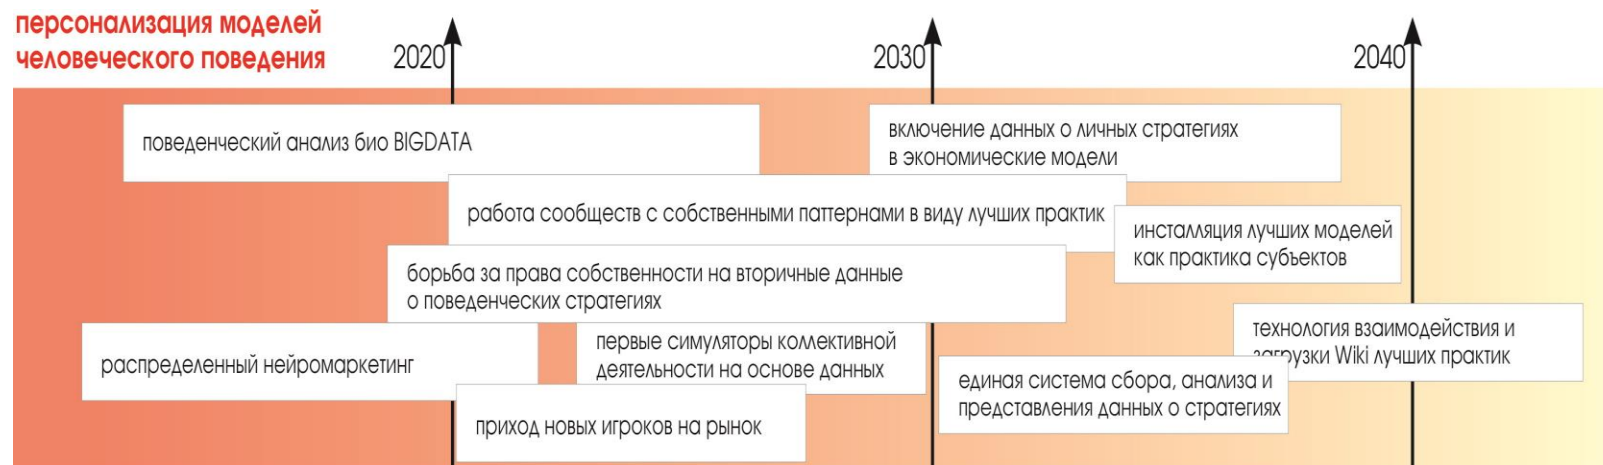 персонализация моделей
человеческого поведения
2020
2030
2040
поведенческий анализ био BIGDATA
включение данных о личных стратегиях
в экономические модели
работа сообществ с собственными паттернами в виду лучших практик
инсталляция лучших моделей
как практика субъектов
борьба за права собственности на вторичные данные
о поведенческих стратегиях
распределенный нейромаркетинг
первые симуляторы коллективной
деятельности на основе данных
технология взаимодействия и
загрузки Wiki лучших практик
единая система сбора, анализа и
представления данных о стратегиях
приход новых игроков на рынок